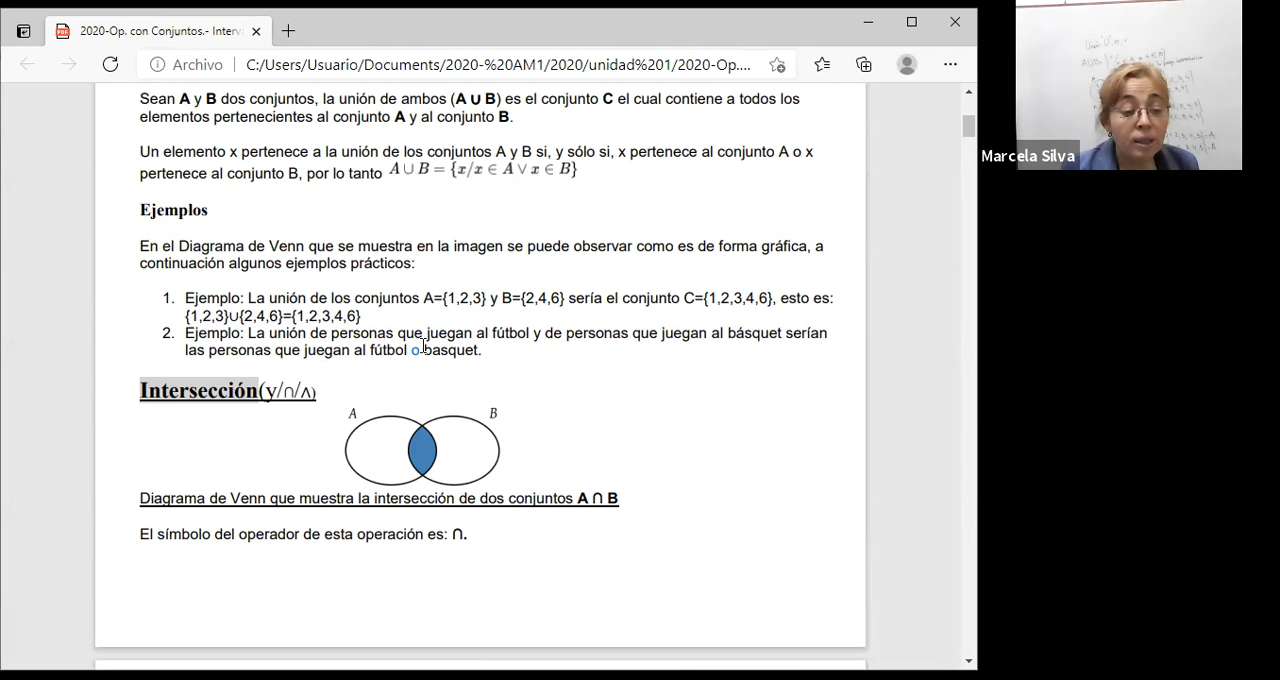 2020-Op. con Conjuntos.- Interv
Archivo
C:/Users/Usuario/Documents/2020-%20AM1/2020/unidad%201/2020-Op....
Sean A y B dos conjuntos, la unión de ambos (A ∪ B) es el conjunto C el cual contiene a todos los
elementos pertenecientes al conjunto A y al conjunto B.
Un elemento x pertenece a la unión de los conjuntos A y B si, y sólo si, x pertenece al conjunto A o x
pertenece al conjunto B, por lo tanto A ∪ B = {x/x ∈ A ∨ x ∈ B}
Ejemplos
En el Diagrama de Venn que se muestra en la imagen se puede observar como es de forma gráfica, a
continuación algunos ejemplos prácticos:
1. Ejemplo: La unión de los conjuntos A={1,2,3} y B={2,4,6} sería el conjunto C={1,2,3,4,6}, esto es:
{1,2,3}∪{2,4,6}={1,2,3,4,6}
2. Ejemplo: La unión de personas que juegan al fútbol y de personas que juegan al básquet serían
las personas que juegan al fútbol o basquet.
Intersección(y/∩/∧)
A B
Diagrama de Venn que muestra la intersección de dos conjuntos A ∩ B
El símbolo del operador de esta operación es: ∩.
Marcela Silva